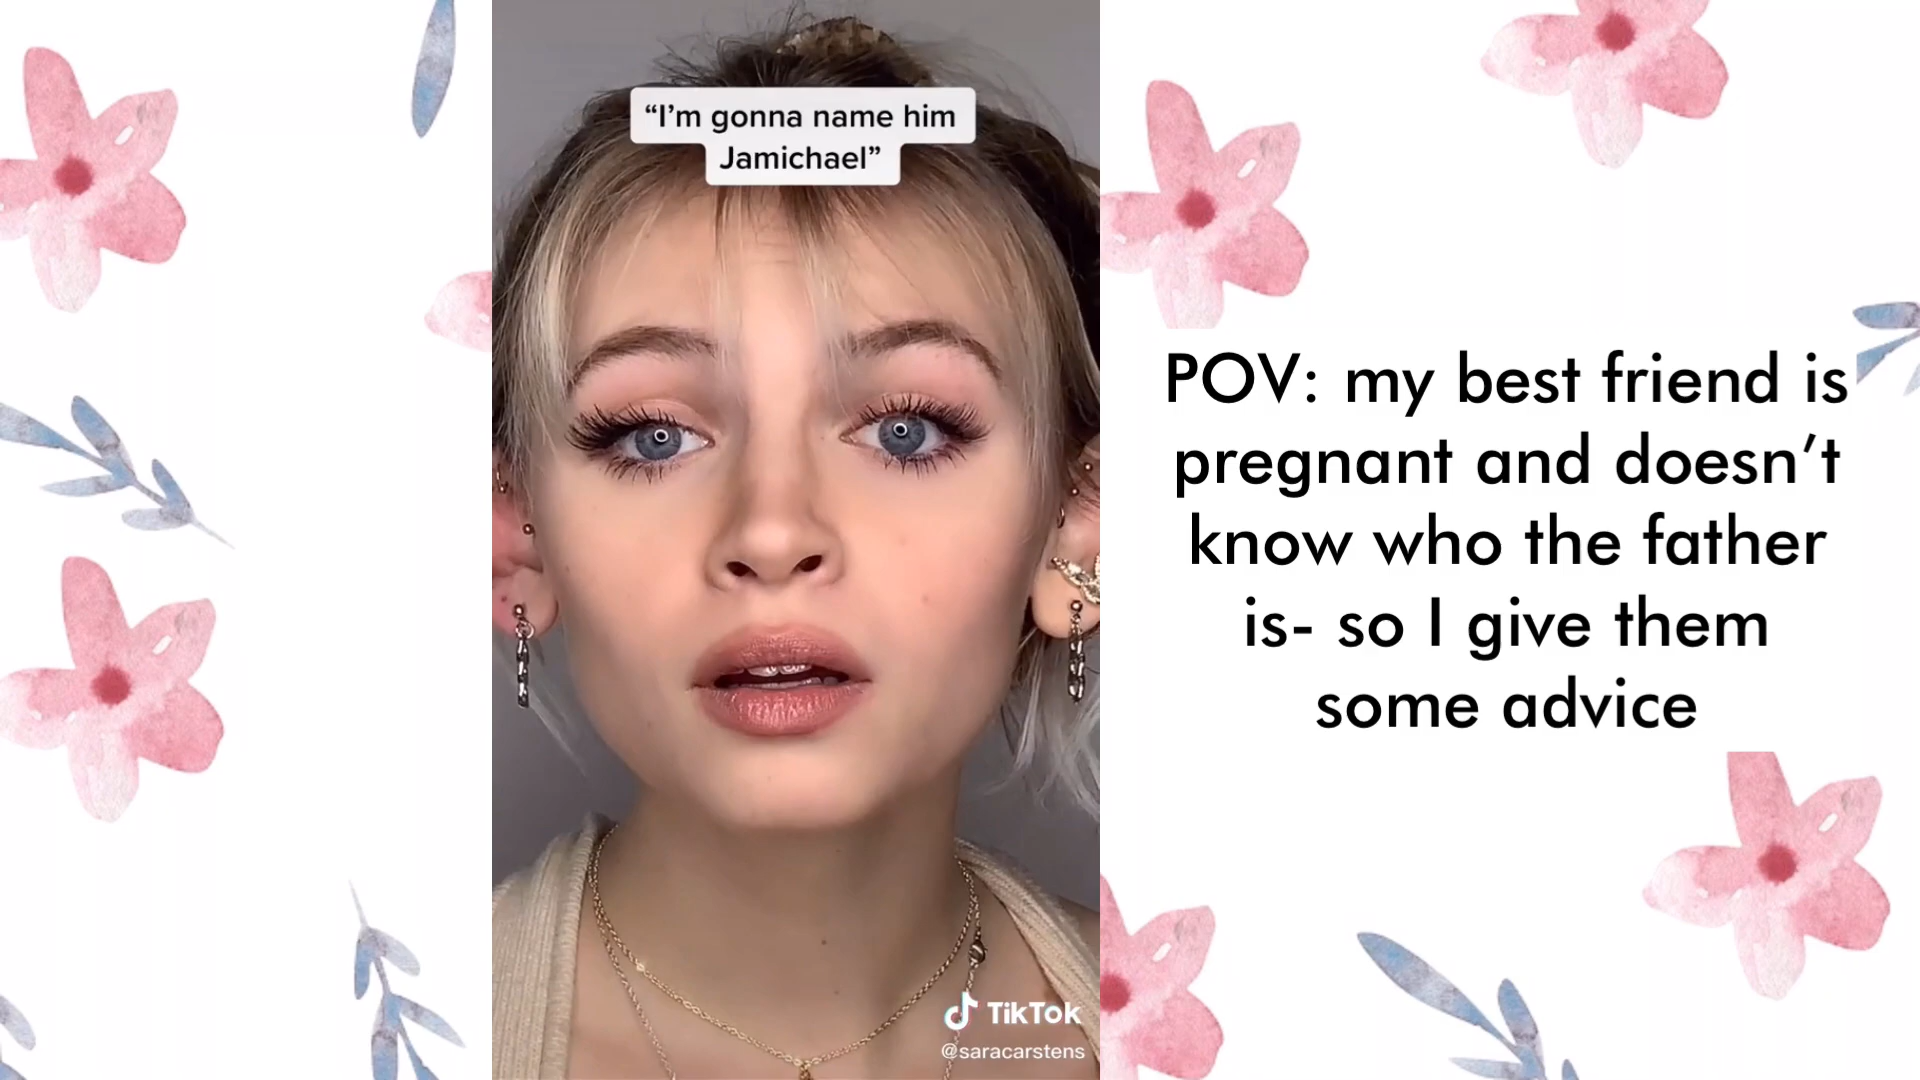 “I’m gonna name him
Jamichael”
POV: my best friend is
pregnant and doesn’t
know who the father
is- so I give them
some advice
TikTok
@saracarstens